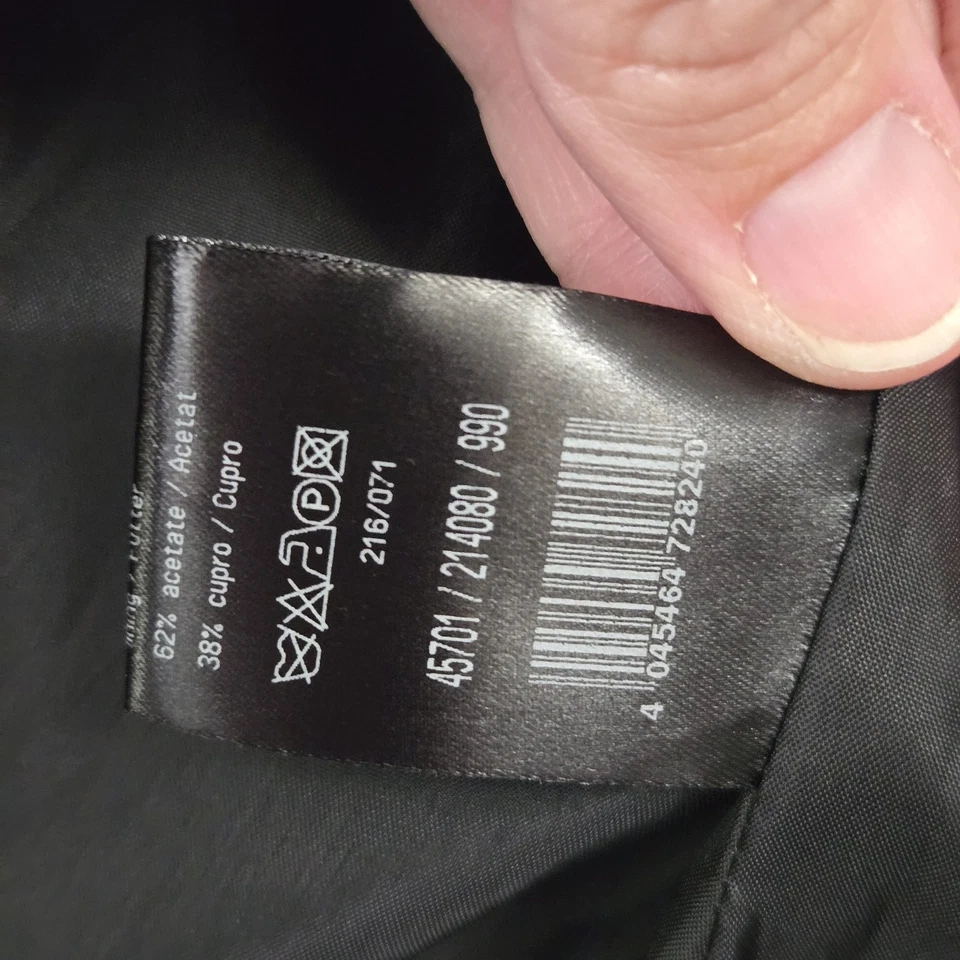 62% acetate / Acetat
38% cupro / Cupro
P
216/071
45701 / 214080 / 990
4 045464 728240